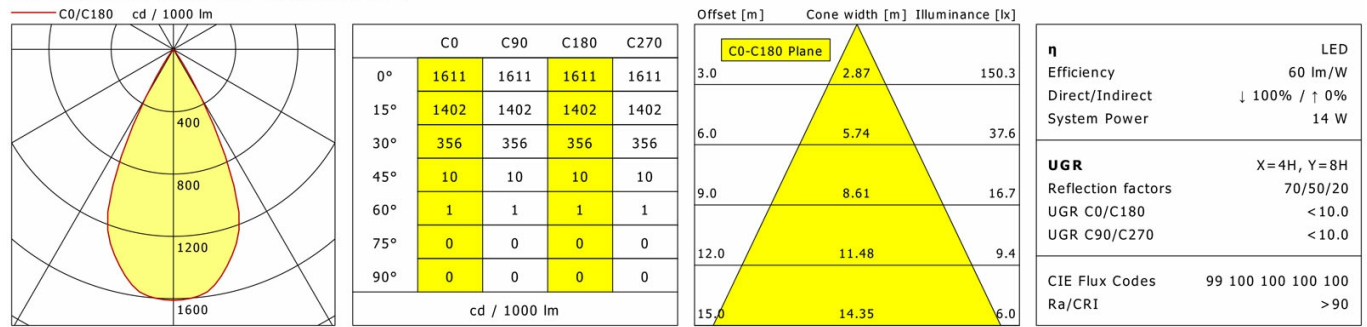 C0/C180 cd / 1000 lm
400
800
1200
1600
C0 C90 C180 C270
0° 1611 1611 1611 1611
15° 1402 1402 1402 1402
30° 356 356 356 356
45° 10 10 10 10
60° 1 1 1 1
75° 0 0 0 0
90° 0 0 0 0
cd / 1000 lm
Offset [m] Cone width [m] Illuminance [lx]
C0-C180 Plane
3.0 2.87 150.3
6.0 5.74 37.6
9.0 8.61 16.7
12.0 11.48 9.4
15.0 14.35 6.0
η LED
Efficiency 60 lm/W
Direct/Indirect ↓ 100% / ↑ 0%
System Power 14 W
UGR X=4H, Y=8H
Reflection factors 70/50/20
UGR C0/C180 <10.0
UGR C90/C270 <10.0
CIE Flux Codes 99 100 100 100 100
Ra/CRI >90